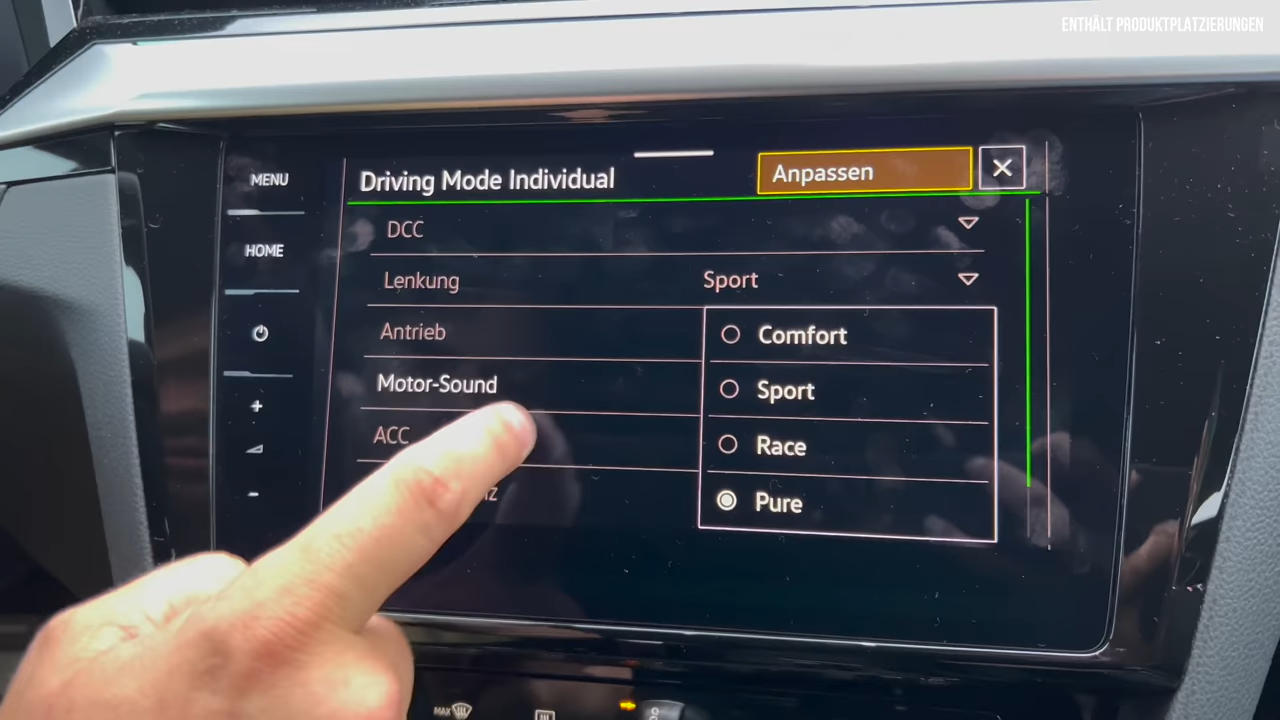 ENTHÄLT PRODUKTPLATZIERUNGEN
MENU
HOME
+
-
Driving Mode Individual
Anpassen
DCC
Lenkung
Sport
Antrieb
Motor-Sound
ACC
Comfort
Sport
Race
Pure
MAX